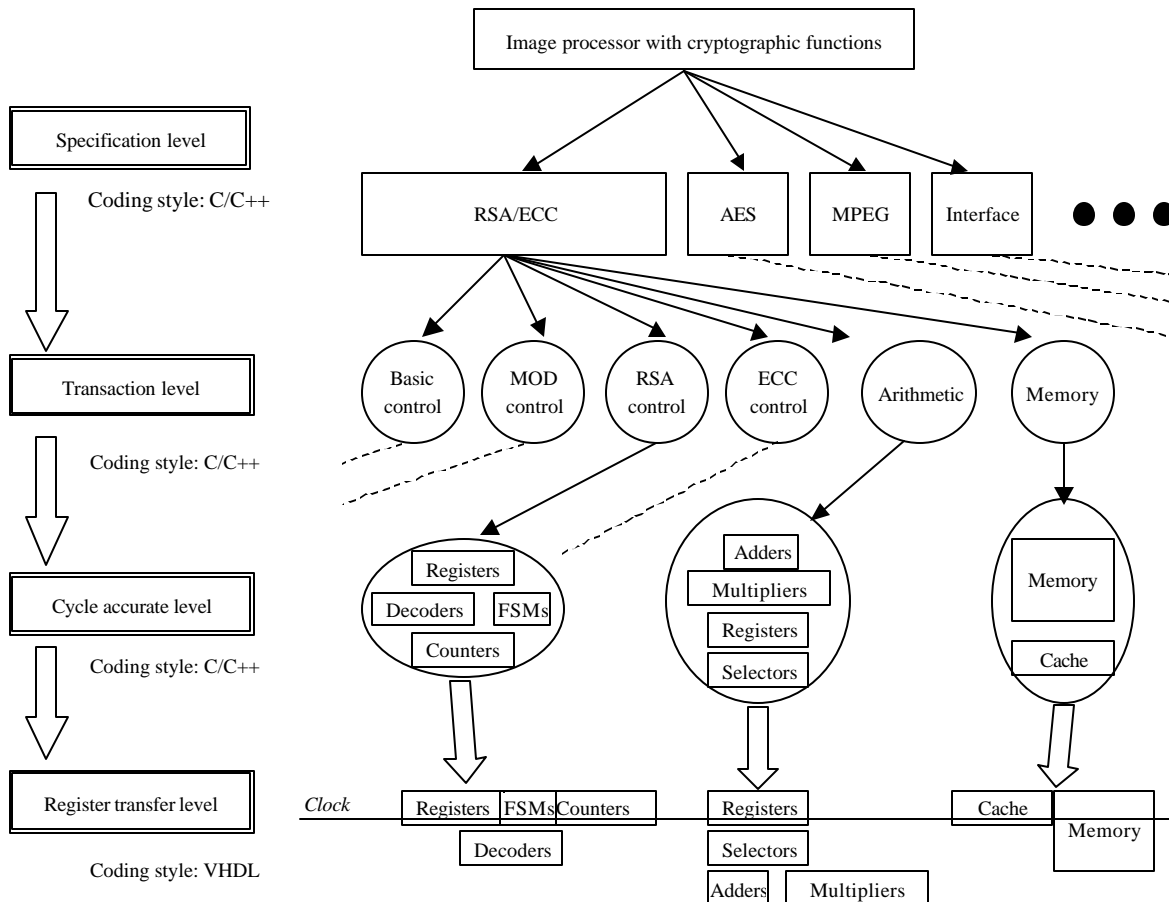 Image processor with cryptographic functions
Specification level
Coding style: C/C++
RSA/ECC
AES
MPEG
Interface
Transaction level
Basic
control
MOD
control
RSA
control
ECC
control
Arithmetic
Memory
Coding style: C/C++
Registers
Decoders
FSMs
Counters
Adders
Multipliers
Registers
Selectors
Memory
Cache
Cycle accurate level
Coding style: C/C++
Register transfer level
Clock
Registers
FSMs
Counters
Decoders
Registers
Selectors
Adders
Multipliers
Cache
Memory
Coding style: VHDL